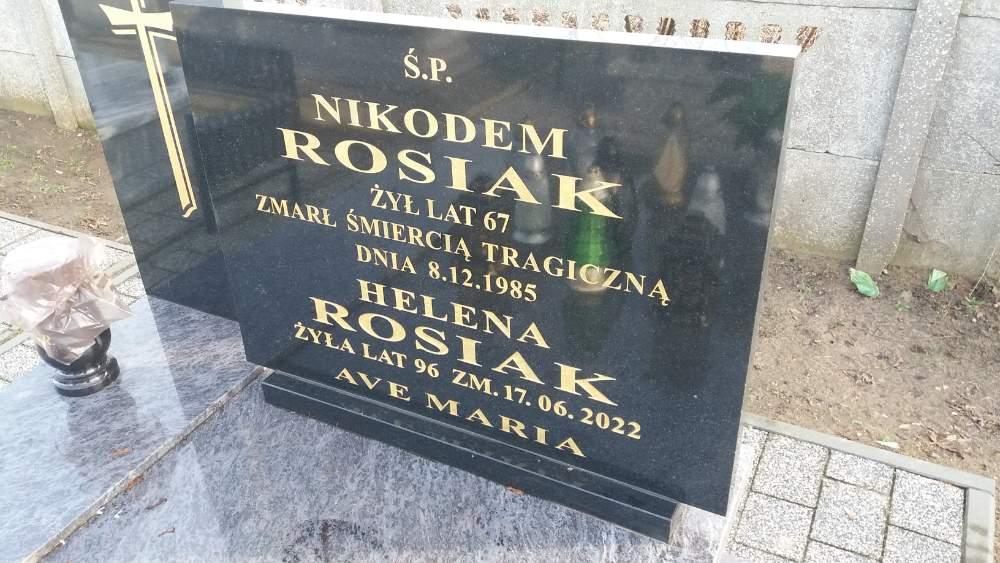 Ś.P.
NIKODEM
ROSIAK
ŻYŁ LAT 67
ZMARŁ ŚMIERCIĄ TRAGICZNĄ
DNIA 8.12.1985
HELENA
ROSIAK
ŻYŁA LAT 96 ZM. 17. 06. 2022
AVE MARIA